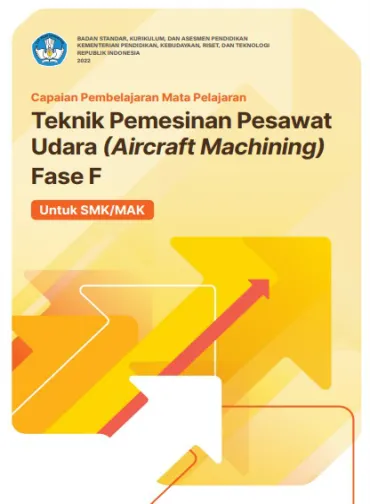 BADAN STANDAR, KURIKULUM, DAN ASESMEN PENDIDIKAN
KEMENTERIAN PENDIDIKAN, KEBUDAYAAN, RISET, DAN TEKNOLOGI
REPUBLIK INDONESIA
2022
Capaian Pembelajaran Mata Pelajaran
Teknik Pemesinan Pesawat
Udara (Aircraft Machining)
Fase F
Untuk SMK/MAK